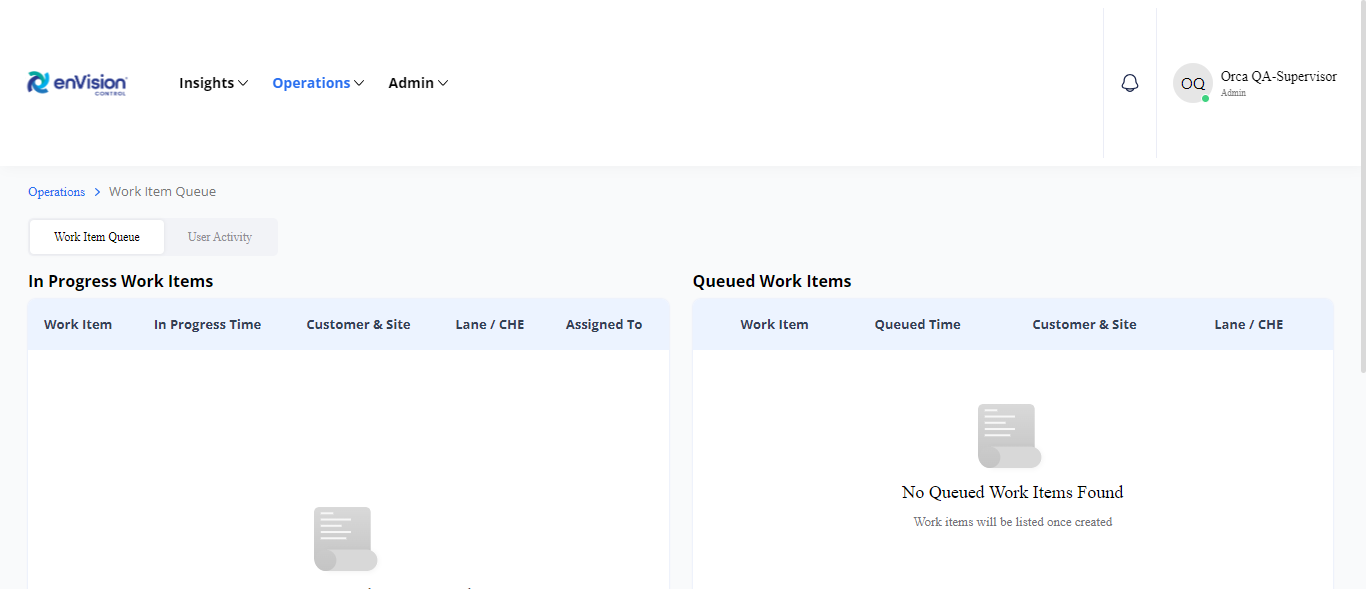 enVision
CONTROL
Insights
Operations
Admin
OQ
Orca QA-Supervisor
Admin
Operations > Work Item Queue
Work Item Queue
User Activity
In Progress Work Items
Work Item
In Progress Time
Customer & Site
Lane / CHE
Assigned To
Queued Work Items
Work Item
Queued Time
Customer & Site
Lane / CHE
No Queued Work Items Found
Work items will be listed once created